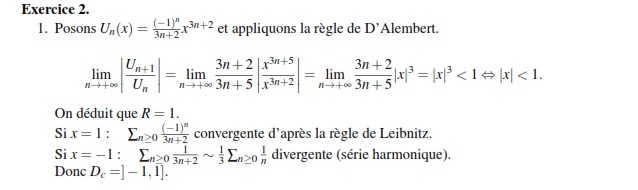 Exercice 2.
1. Posons $U_n(x) = \frac{(-1)^n}{3n+2}x^{3n+2}$ et appliquons la règle de D'Alembert.
$\lim_{n\to+\infty} \left|\frac{U_{n+1}}{U_n}\right| = \lim_{n\to+\infty} \frac{3n+2}{3n+5} \left|\frac{x^{3n+5}}{x^{3n+2}}\right| = \lim_{n\to+\infty} \frac{3n+2}{3n+5}|x|^3 = |x|^3 < 1 \Leftrightarrow |x| < 1.$
On déduit que $R = 1$.
Si $x = 1$ : $\sum_{n\geq 0} \frac{(-1)^n}{3n+2}$ convergente d'après la règle de Leibnitz.
Si $x = -1$ : $\sum_{n\geq 0} \frac{1}{3n+2} \sim \frac{1}{3} \sum_{n\geq 0} \frac{1}{n}$ divergente (série harmonique).
Donc $D_c = ]-1, 1]$.